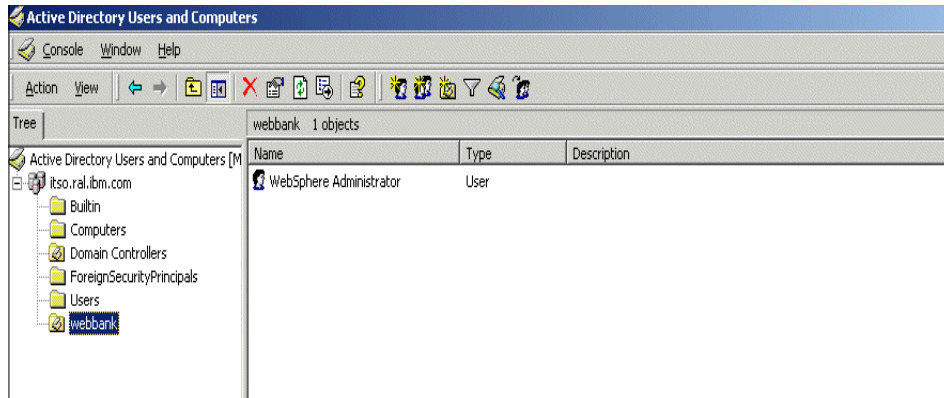 Active Directory Users and Computers
Console Window Help
Action View
Tree
webbank 1 objects
Active Directory Users and Computers [M
itso.ral.ibm.com
Builtin
Computers
Domain Controllers
ForeignSecurityPrincipals
Users
webbank
Name Type Description
WebSphere Administrator User